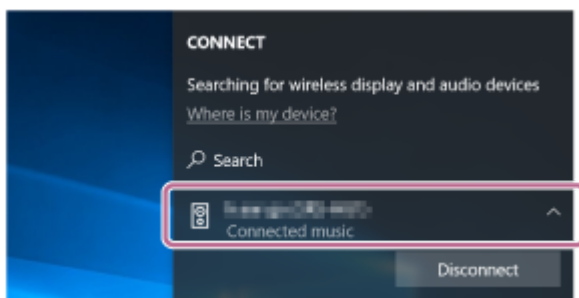 CONNECT
Searching for wireless display and audio devices
Where is my device?
Search
Connected music
Disconnect